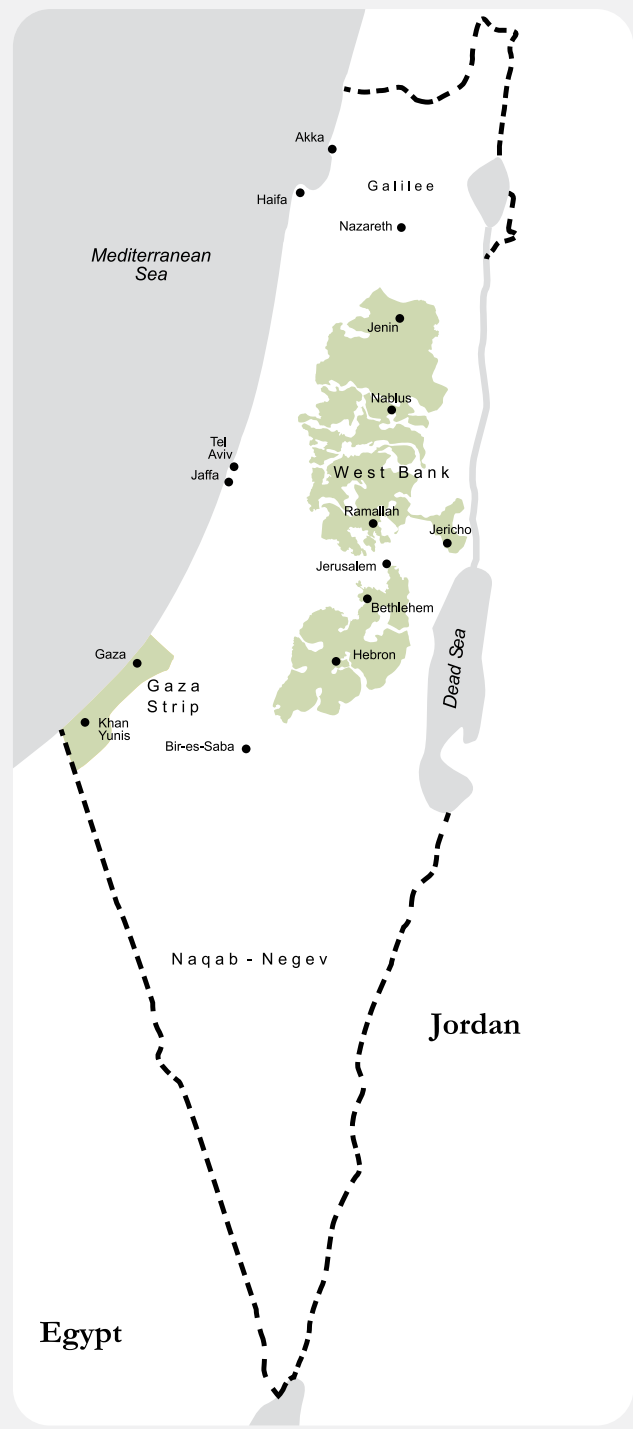 Akka
Galilee
Haifa
Nazareth
Mediterranean
Sea
Jenin
Nablus
Tel
Aviv
West Bank
Jaffa
Ramallah
Jericho
Jerusalem
Bethlehem
Dead Sea
Gaza
Hebron
Gaza
Strip
Khan
Yunis
Bir-es-Saba
Naqab - Negev
Jordan
Egypt